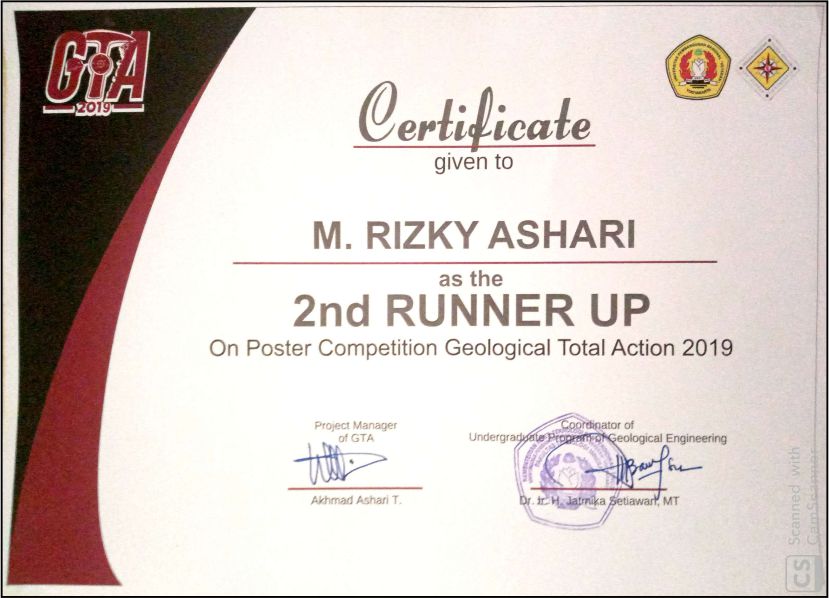 GTA
2019
Certificate
given to
M. RIZKY ASHARI
as the
2nd RUNNER UP
On Poster Competition Geological Total Action 2019
Project Manager
of GTA
Akhmad Ashari T.
Coordinator of
Undergraduate Program of Geological Engineering
Dr. Ir. H. Jatmika Setiawan, MT
YOGYAKARTA
CS
Scanned with
CamScanner